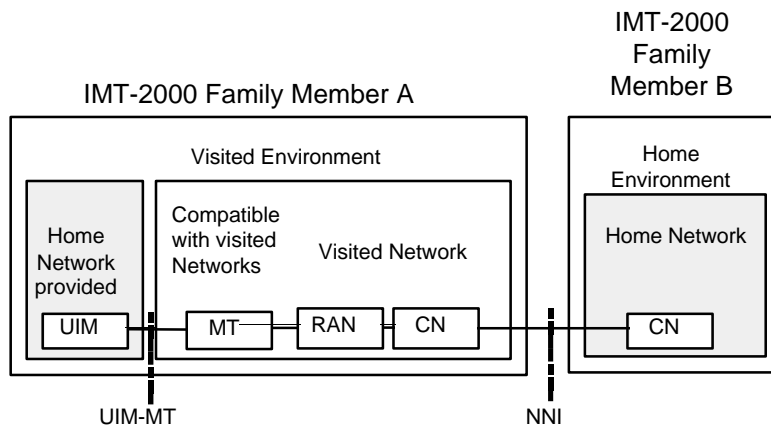 IMT-2000
Family
Member B
IMT-2000 Family Member A
Visited Environment
Home
Environment
Home
Network
provided
Compatible
with visited
Networks
Visited Network
Home Network
UIM
MT
RAN
CN
CN
UIM-MT
NNI